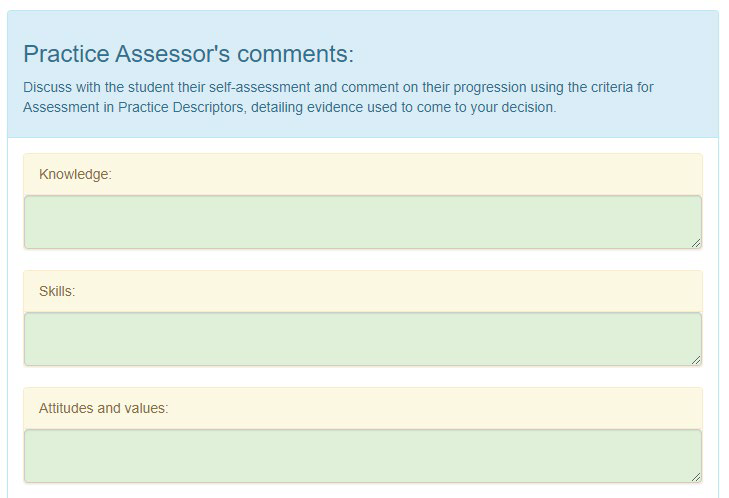 Practice Assessor's comments:
Discuss with the student their self-assessment and comment on their progression using the criteria for
Assessment in Practice Descriptors, detailing evidence used to come to your decision.
Knowledge:
Skills:
Attitudes and values: